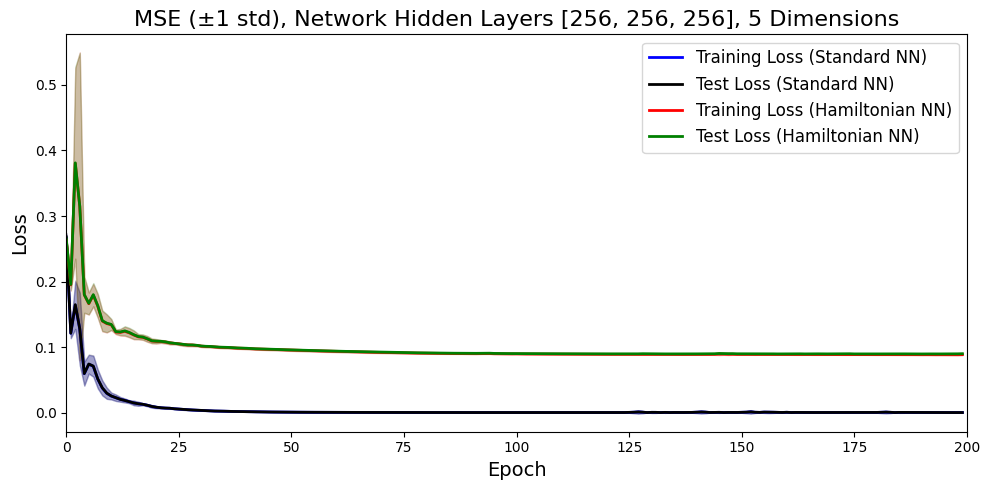 MSE (±1 std), Network Hidden Layers [256, 256, 256], 5 Dimensions
Training Loss (Standard NN)
Test Loss (Standard NN)
Training Loss (Hamiltonian NN)
Test Loss (Hamiltonian NN)
Loss
0.5
0.4
0.3
0.2
0.1
0.0
0 25 50 75 100 125 150 175 200
Epoch